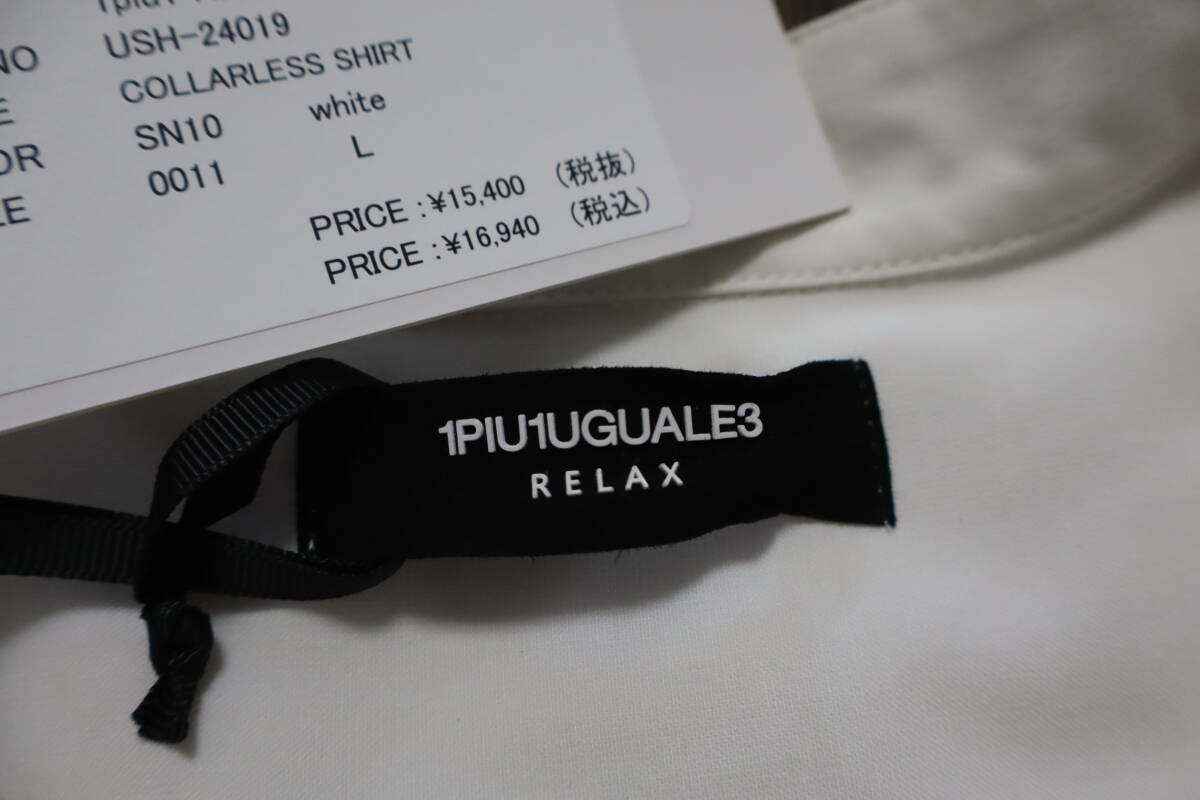 NO USH-24019
COLLARLESS SHIRT
SN10 white
0011 L
PRICE :¥15,400 (税抜)
PRICE :¥16,940 (税込)
1PIU1UGUALE3
RELAX